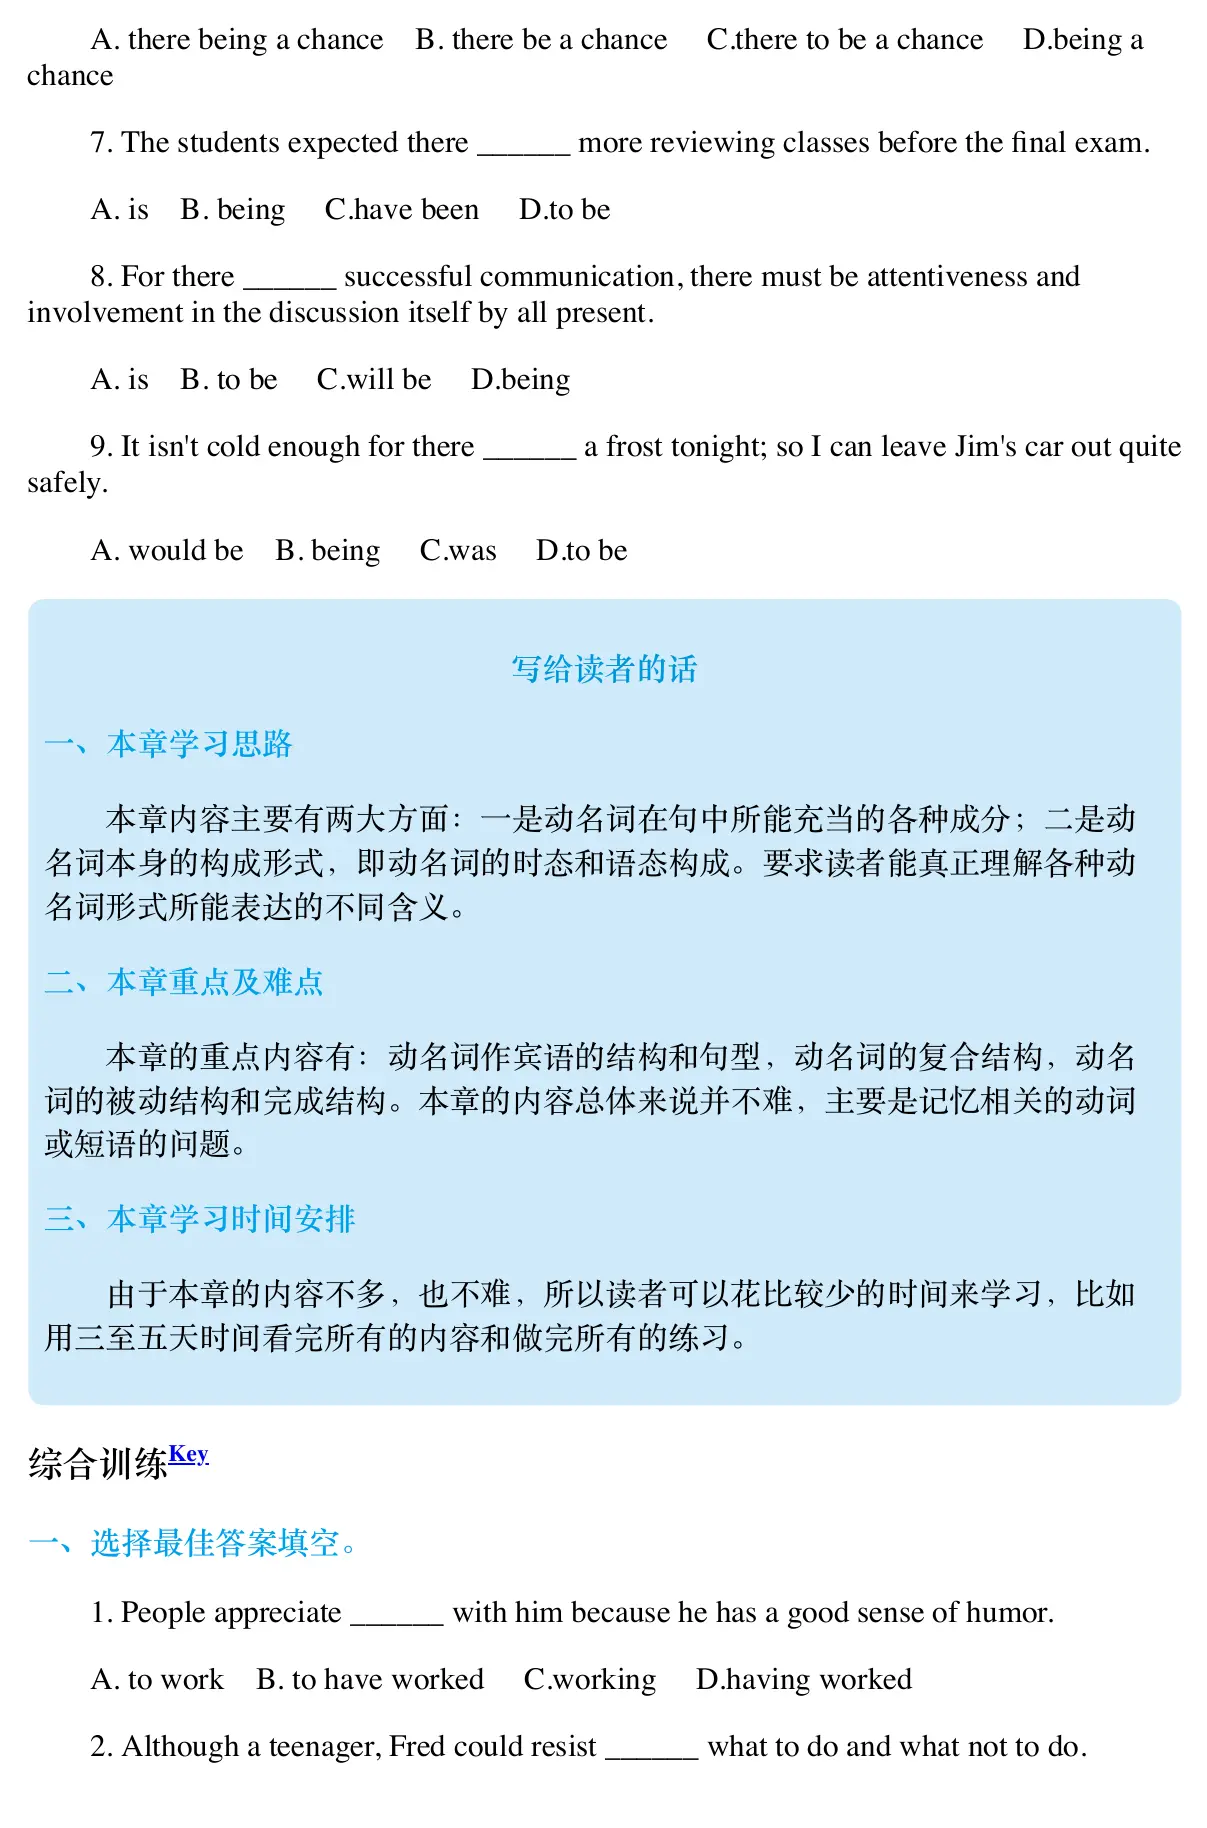 A. there being a chance B. there be a chance C.there to be a chance D.being a
chance
7. The students expected there ______ more reviewing classes before the final exam.
A. is B. being C.have been D.to be
8. For there ______ successful communication, there must be attentiveness and
involvement in the discussion itself by all present.
A. is B. to be C.will be D.being
9. It isn't cold enough for there ______ a frost tonight; so I can leave Jim's car out quite
safely.
A. would be B. being C.was D.to be
写给读者的话
一、本章学习思路
本章内容主要有两大方面：一是动名词在句中所能充当的各种成分；二是动
名词本身的构成形式，即动名词的时态和语态构成。要求读者能真正理解各种动
名词形式所能表达的不同含义。
二、本章重点及难点
本章的重点内容有：动名词作宾语的结构和句型，动名词的复合结构，动名
词的被动结构和完成结构。本章的内容总体来说并不难，主要是记忆相关的动词
或短语的问题。
三、本章学习时间安排
由于本章的内容不多，也不难，所以读者可以花比较少的时间来学习，比如
用三至五天时间看完所有的内容和做完所有的练习。
综合训练Key
一、选择最佳答案填空。
1. People appreciate ______ with him because he has a good sense of humor.
A. to work B. to have worked C.working D.having worked
2. Although a teenager, Fred could resist ______ what to do and what not to do.